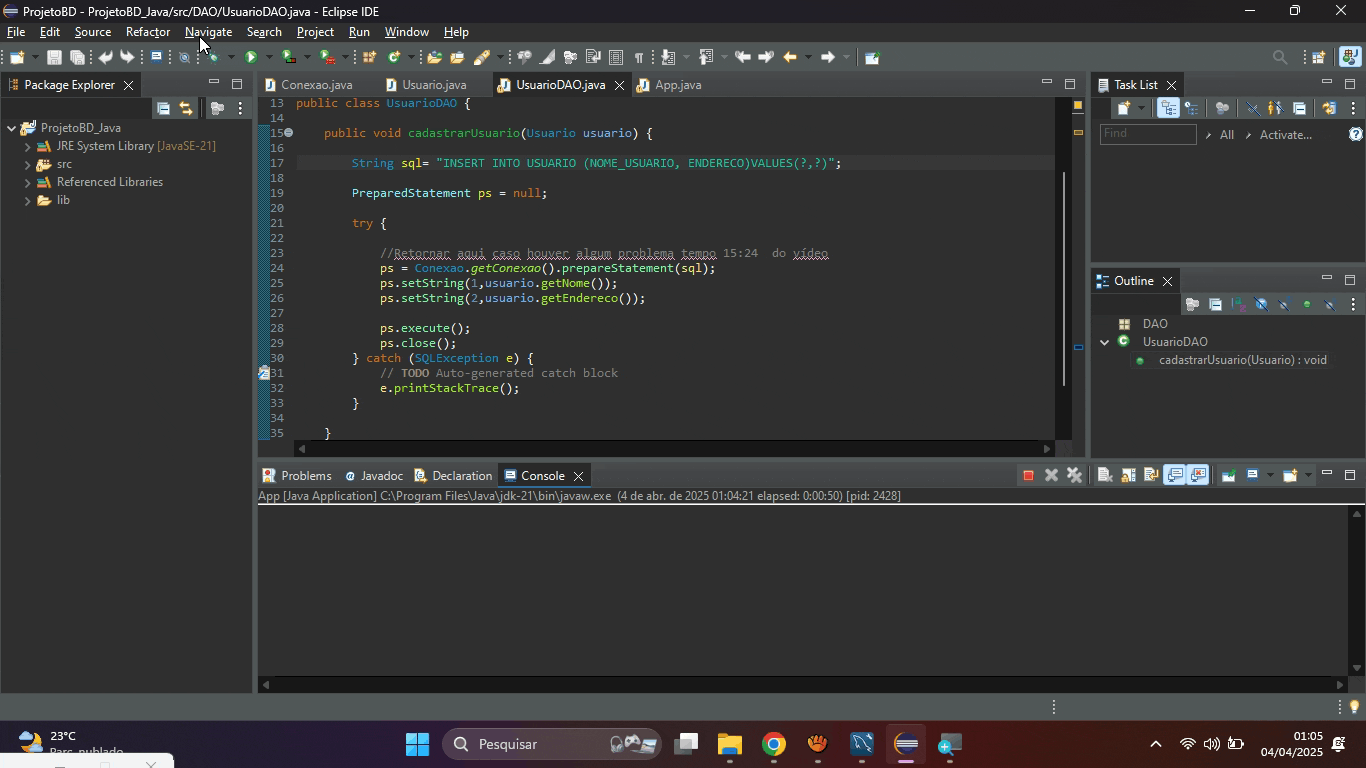 ProjetoBD - ProjetoBD_Java/src/DAO/UsuarioDAO.java - Eclipse IDE
File Edit Source Refactor Navigate Search Project Run Window Help
Package Explorer
ProjetoBD_Java
JRE System Library [JavaSE-21]
src
Referenced Libraries
lib
Conexao.java Usuario.java UsuarioDAO.java App.java
13 public class UsuarioDAO {
14
15 public void cadastrarUsuario(Usuario usuario) {
16
17 String sql= "INSERT INTO USUARIO (NOME_USUARIO, ENDERECO)VALUES(?,?)";
18
19 PreparedStatement ps = null;
20
21 try {
22
23 //Retornar aqui caso houver algum problema tempo 15:24 do vídeo
24 ps = Conexao.getConexao().prepareStatement(sql);
25 ps.setString(1,usuario.getNome());
26 ps.setString(2,usuario.getEndereco());
27
28 ps.execute();
29 ps.close();
30 } catch (SQLException e) {
31 // TODO Auto-generated catch block
32 e.printStackTrace();
33 }
34
35 }
Task List
Find All Activate...
Outline
DAO
UsuarioDAO
cadastrarUsuario(Usuario) : void
Problems Javadoc Declaration Console
App [Java Application] C:\Program Files\Java\jdk-21\bin\javaw.exe (4 de abr. de 2025 01:04:21 elapsed: 0:00:50) [pid: 2428]
23°C
Parc. nublado
Pesquisar
01:05
04/04/2025